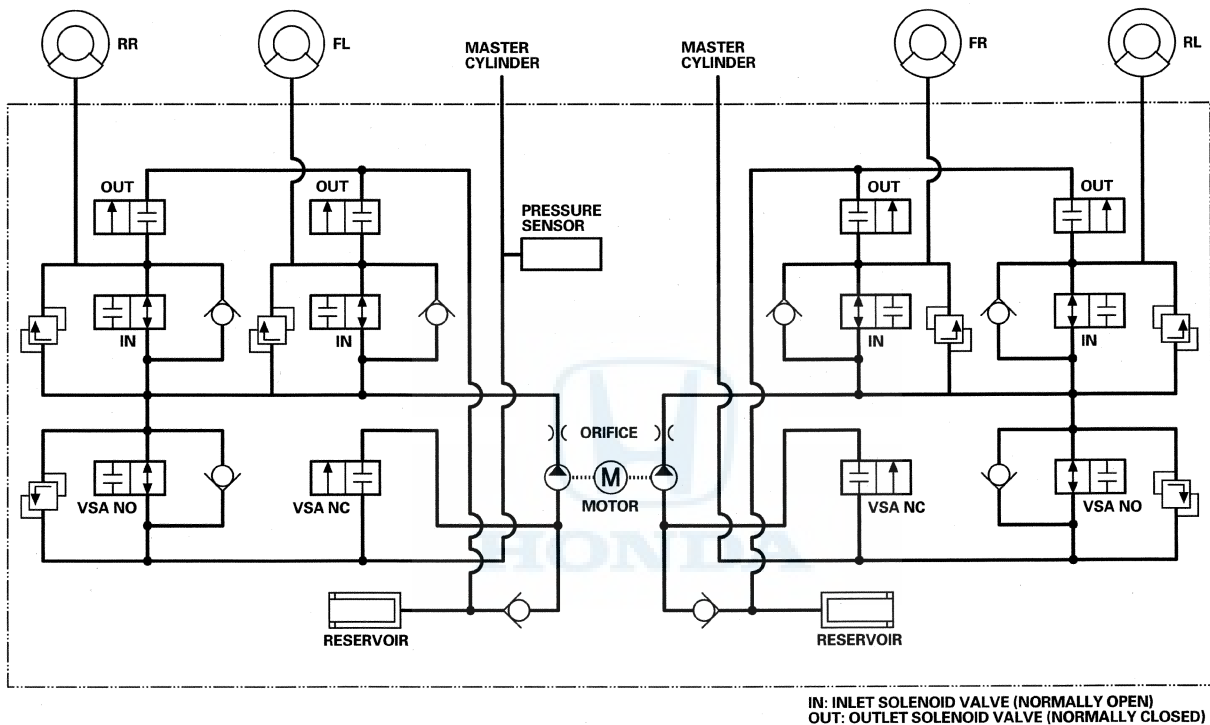 RR
FL
MASTER
CYLINDER
MASTER
CYLINDER
FR
RL
OUT
OUT
PRESSURE
SENSOR
OUT
OUT
IN
IN
IN
IN
ORIFICE
M
MOTOR
VSA NO
VSA NC
VSA NC
VSA NO
HONDA
RESERVOIR
RESERVOIR
IN: INLET SOLENOID VALVE (NORMALLY OPEN)
OUT: OUTLET SOLENOID VALVE (NORMALLY CLOSED)